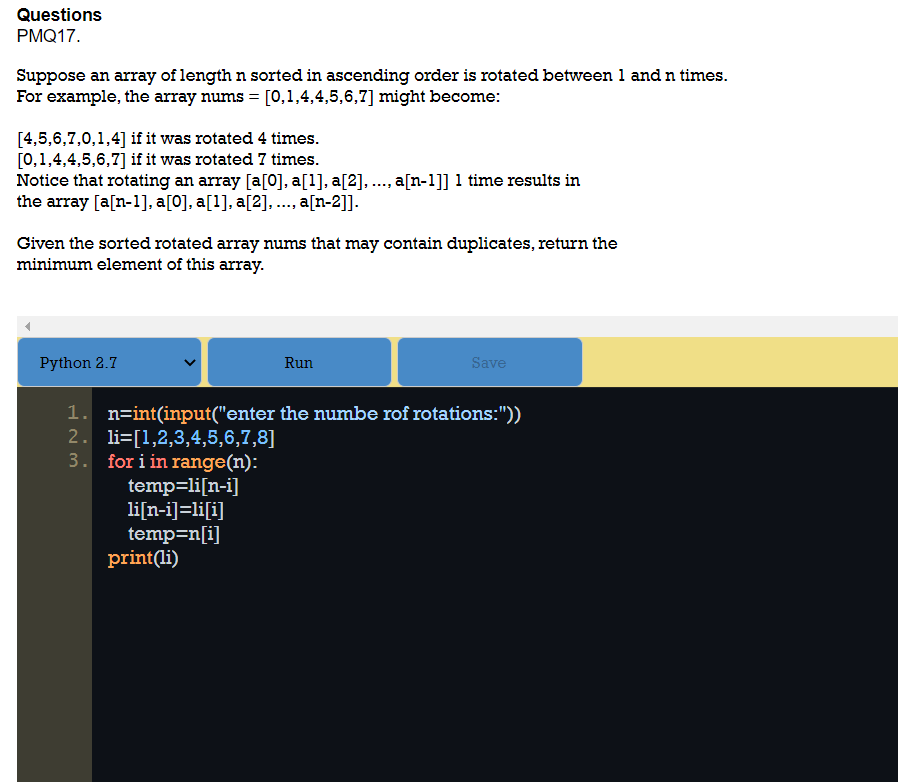 Questions
PMQ17.
Suppose an array of length n sorted in ascending order is rotated between 1 and n times.
For example, the array nums = [0,1,4,4,5,6,7] might become:
[4,5,6,7,0,1,4] if it was rotated 4 times.
[0,1,4,4,5,6,7] if it was rotated 7 times.
Notice that rotating an array [a[0], a[1], a[2], ..., a[n-1]] 1 time results in
the array [a[n-1], a[0], a[1], a[2], ..., a[n-2]].
Given the sorted rotated array nums that may contain duplicates, return the
minimum element of this array.
Python 2.7 Run Save
1. n=int(input("enter the numbe rof rotations:"))
2. li=[1,2,3,4,5,6,7,8]
3. for i in range(n):
temp=li[n-i]
li[n-i]=li[i]
temp=n[i]
print(li)